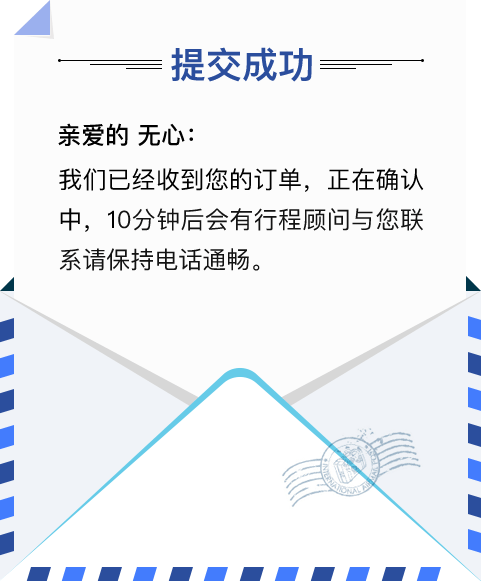 提交成功
亲爱的 无心：
我们已经收到您的订单，正在确认
中，10分钟后会有行程顾问与您联
系请保持电话通畅。